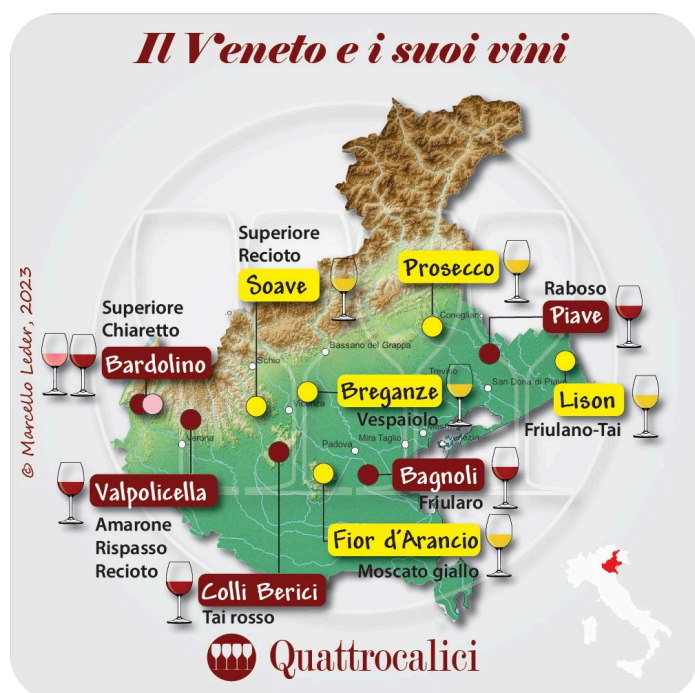 Il Veneto e i suoi vini
© Marcello Leder, 2023
Superiore
Recioto
Soave
Prosecco
Raboso
Piave
Superiore
Chiaretto
Bardolino
Conegliano
Bassano del Grappa
Schio
Treviso
San Donà di Piave
Breganze
Vespaiolo
Lison
Friulano-Tai
Vicenza
Verona
Padova
Mira Taglio
Venezia
Valpolicella
Amarone
Rispasso
Recioto
Bagnoli
Friularo
Fior d'Arancio
Moscato giallo
Colli Berici
Tai rosso
Quattrocalici